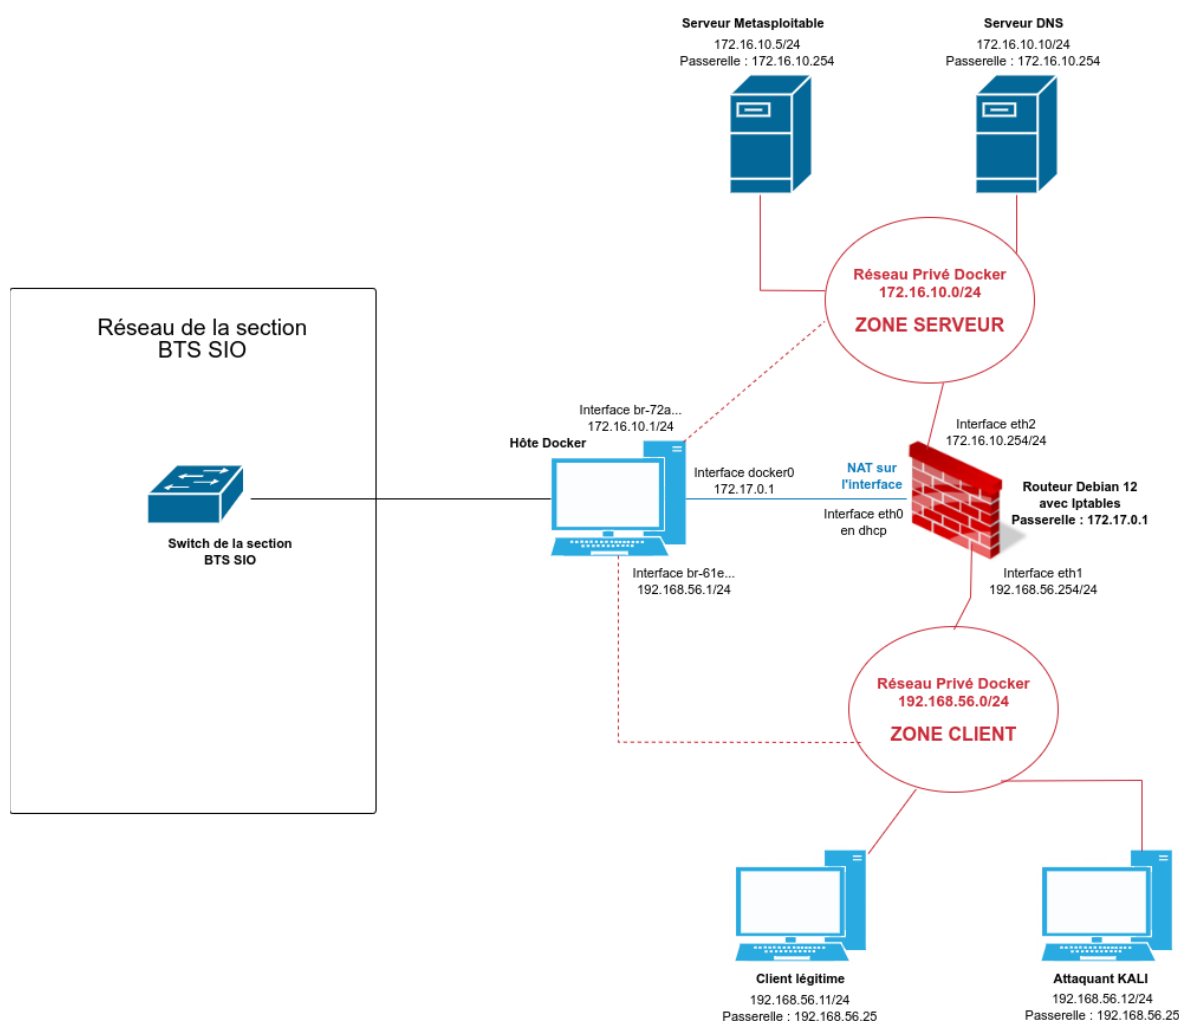 Serveur Metasploitable
172.16.10.5/24
Passerelle : 172.16.10.254
Serveur DNS
172.16.10.10/24
Passerelle : 172.16.10.254
Réseau Privé Docker
172.16.10.0/24
ZONE SERVEUR
Réseau de la section
BTS SIO
Switch de la section
BTS SIO
Interface br-72a...
172.16.10.1/24
Hôte Docker
Interface docker0
172.17.0.1
NAT sur
l'interface
Interface eth0
en dhcp
Interface eth2
172.16.10.254/24
Routeur Debian 12
avec Iptables
Passerelle : 172.17.0.1
Interface br-61e...
192.168.56.1/24
Interface eth1
192.168.56.254/24
Réseau Privé Docker
192.168.56.0/24
ZONE CLIENT
Client légitime
192.168.56.11/24
Passerelle : 192.168.56.25
Attaquant KALI
192.168.56.12/24
Passerelle : 192.168.56.25